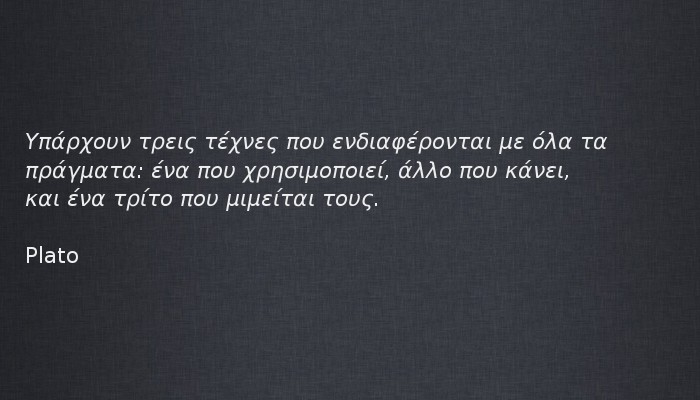 Υπάρχουν τρεις τέχνες που ενδιαφέρονται με όλα τα
πράγματα: ένα που χρησιμοποιεί, άλλο που κάνει,
και ένα τρίτο που μιμείται τους.
Plato